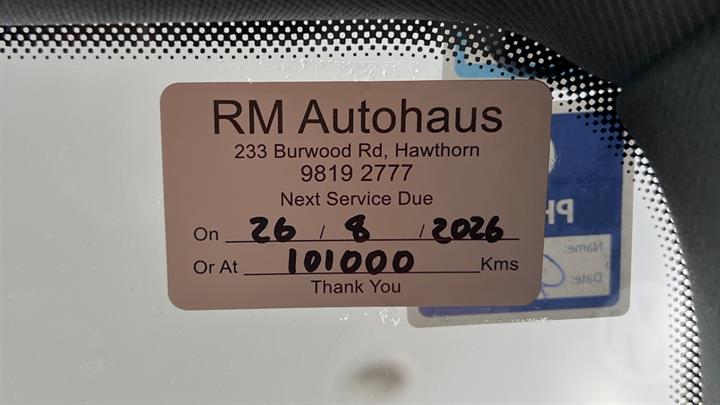 RM Autohaus
233 Burwood Rd, Hawthorn
9819 2777
Next Service Due
On 26 / 8 / 2026
Or At 101000 Kms
Thank You
PH
Name:
Date: